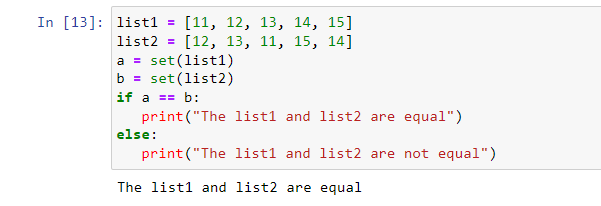 In [13]: list1 = [11, 12, 13, 14, 15]
list2 = [12, 13, 11, 15, 14]
a = set(list1)
b = set(list2)
if a == b:
   print("The list1 and list2 are equal")
else:
   print("The list1 and list2 are not equal")
The list1 and list2 are equal